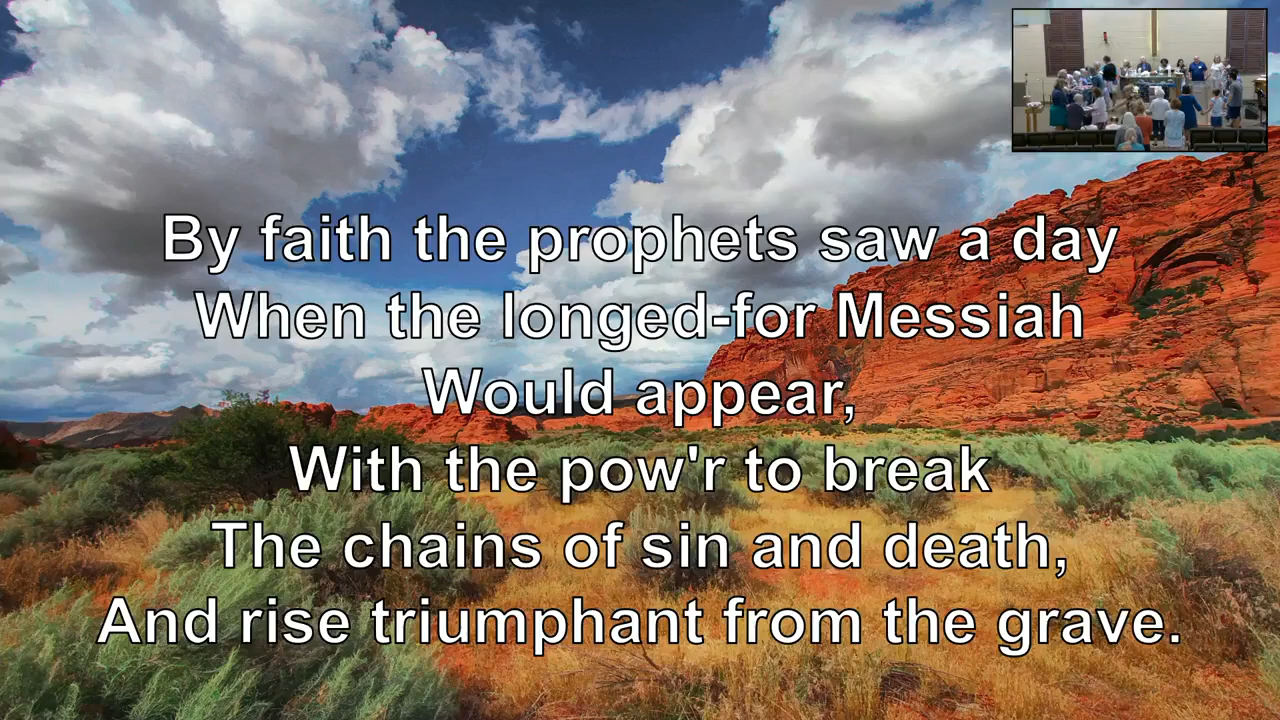 By faith the prophets saw a day
When the longed-for Messiah
Would appear,
With the pow'r to break
The chains of sin and death,
And rise triumphant from the grave.